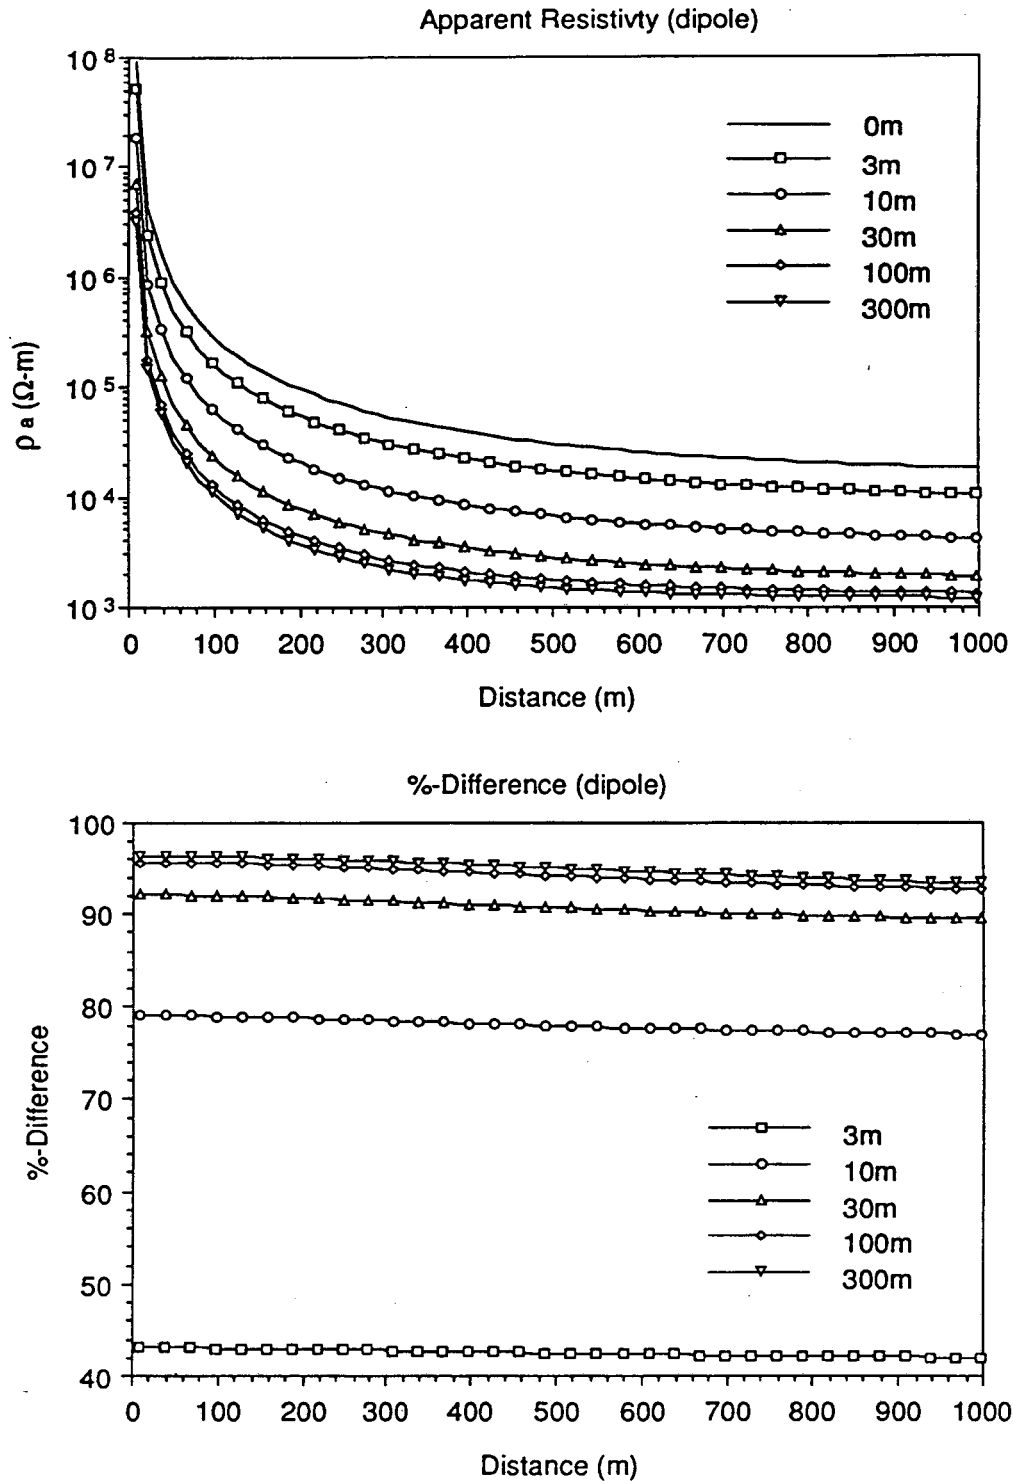 Apparent Resistivty (dipole)
10⁸
10⁷
10⁶
10⁵
10⁴
10³
ρa (Ω-m)
0m
3m
10m
30m
100m
300m
0 100 200 300 400 500 600 700 800 900 1000
Distance (m)
%-Difference (dipole)
100
90
80
70
60
50
40
%-Difference
3m
10m
30m
100m
300m
0 100 200 300 400 500 600 700 800 900 1000
Distance (m)